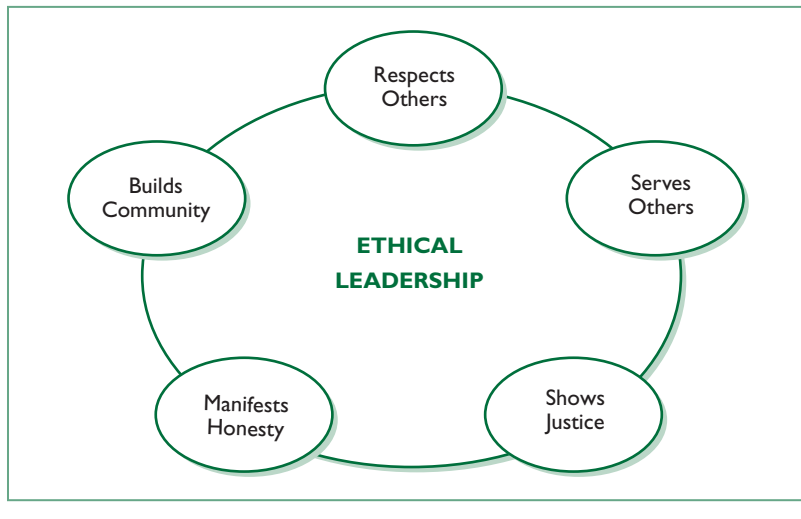 Respects
Others
Serves
Others
Shows
Justice
Manifests
Honesty
Builds
Community
ETHICAL
LEADERSHIP